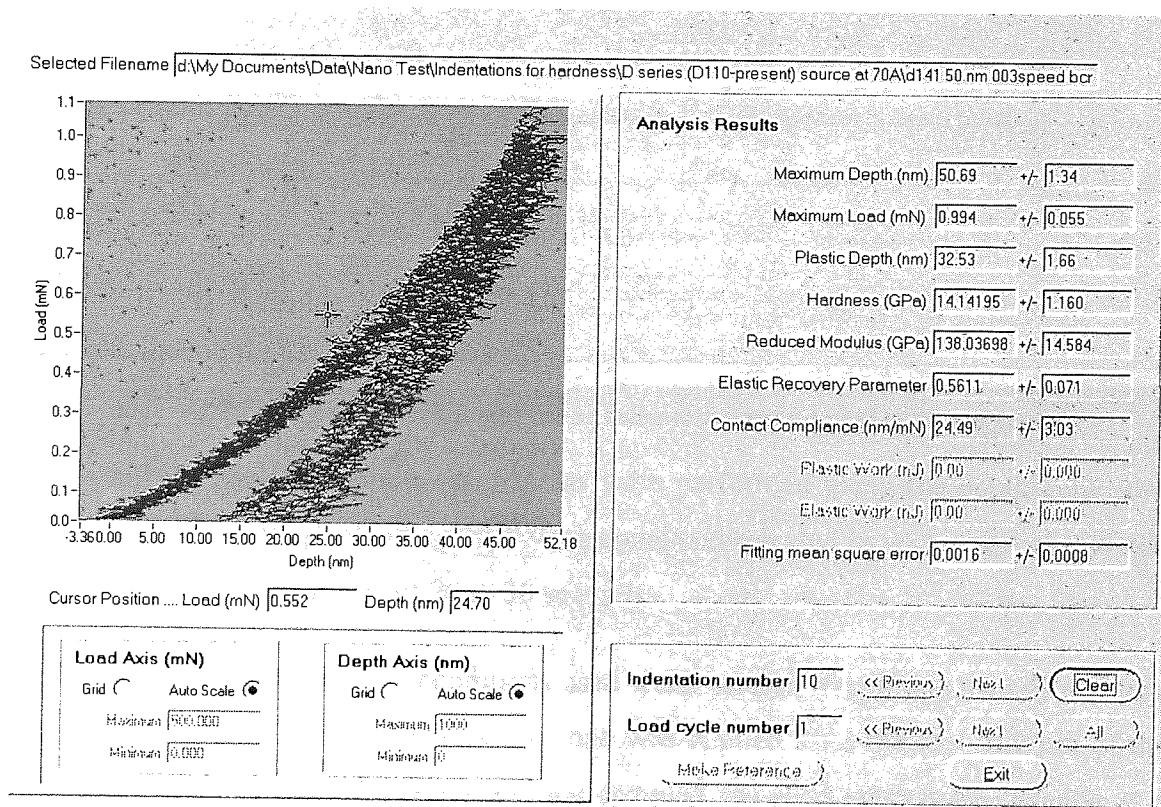 Selected Filename d:\My Documents\Data\Nano Test\Indentations for hardness\D series (D110-present) source at 70A\d141 50 nm 003speed bcr
1.1-
1.0-
0.9-
0.8-
0.7-
0.6-
0.5-
0.4-
0.3-
0.2-
0.1-
0.0-
Load (mN)
-3.36 0.00 5.00 10.00 15.00 20.00 25.00 30.00 35.00 40.00 45.00 52.18
Depth (nm)
Cursor Position .... Load (mN) 0.552 Depth (nm) 24.70
Load Axis (mN)
Grid Auto Scale
Maximum 500.000
Minimum 0.000
Depth Axis (nm)
Grid Auto Scale
Maximum 1000
Minimum 0
Analysis Results
Maximum Depth (nm) 50.69 +/- 1.34
Maximum Load (mN) 0.994 +/- 0.055
Plastic Depth (nm) 32.53 +/- 1.66
Hardness (GPa) 14.14195 +/- 1.160
Reduced Modulus (GPa) 138.03698 +/- 14.584
Elastic Recovery Parameter 0.5611 +/- 0.071
Contact Compliance (nm/mN) 24.49 +/- 3.03
Plastic Work (nJ) 0.00 +/- 0.000
Elastic Work (nJ) 0.00 +/- 0.000
Fitting mean square error 0.0016 +/- 0.0008
Indentation number 10 << Previous Next Clear
Load cycle number 1 << Previous Next All
Make Reference Exit